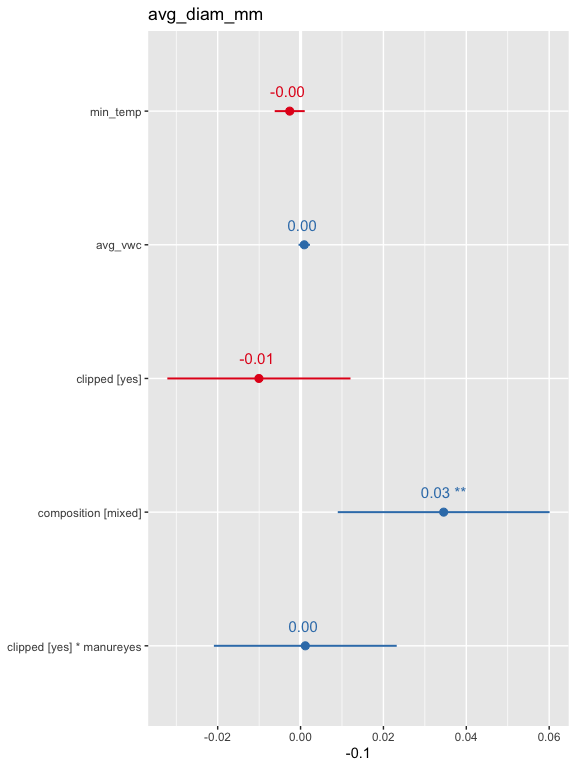 avg_diam_mm
-0.00
min_temp
0.00
avg_vwc
-0.01
clipped [yes]
0.03 **
composition [mixed]
0.00
clipped [yes] * manureyes
-0.02 0.00 0.02 0.04 0.06
-0.1